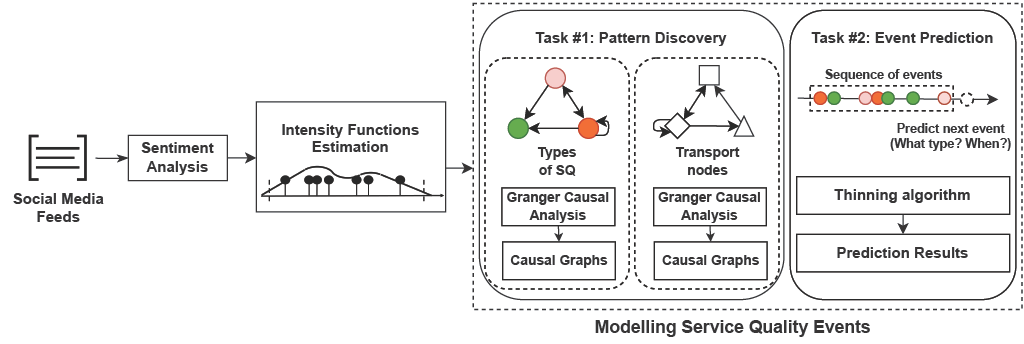 Social Media
Feeds
Sentiment
Analysis
Intensity Functions
Estimation
Task #1: Pattern Discovery
Types
of SQ
Granger Causal
Analysis
Causal Graphs
Transport
nodes
Granger Causal
Analysis
Causal Graphs
Task #2: Event Prediction
Sequence of events
Predict next event
(What type? When?)
Thinning algorithm
Prediction Results
Modelling Service Quality Events